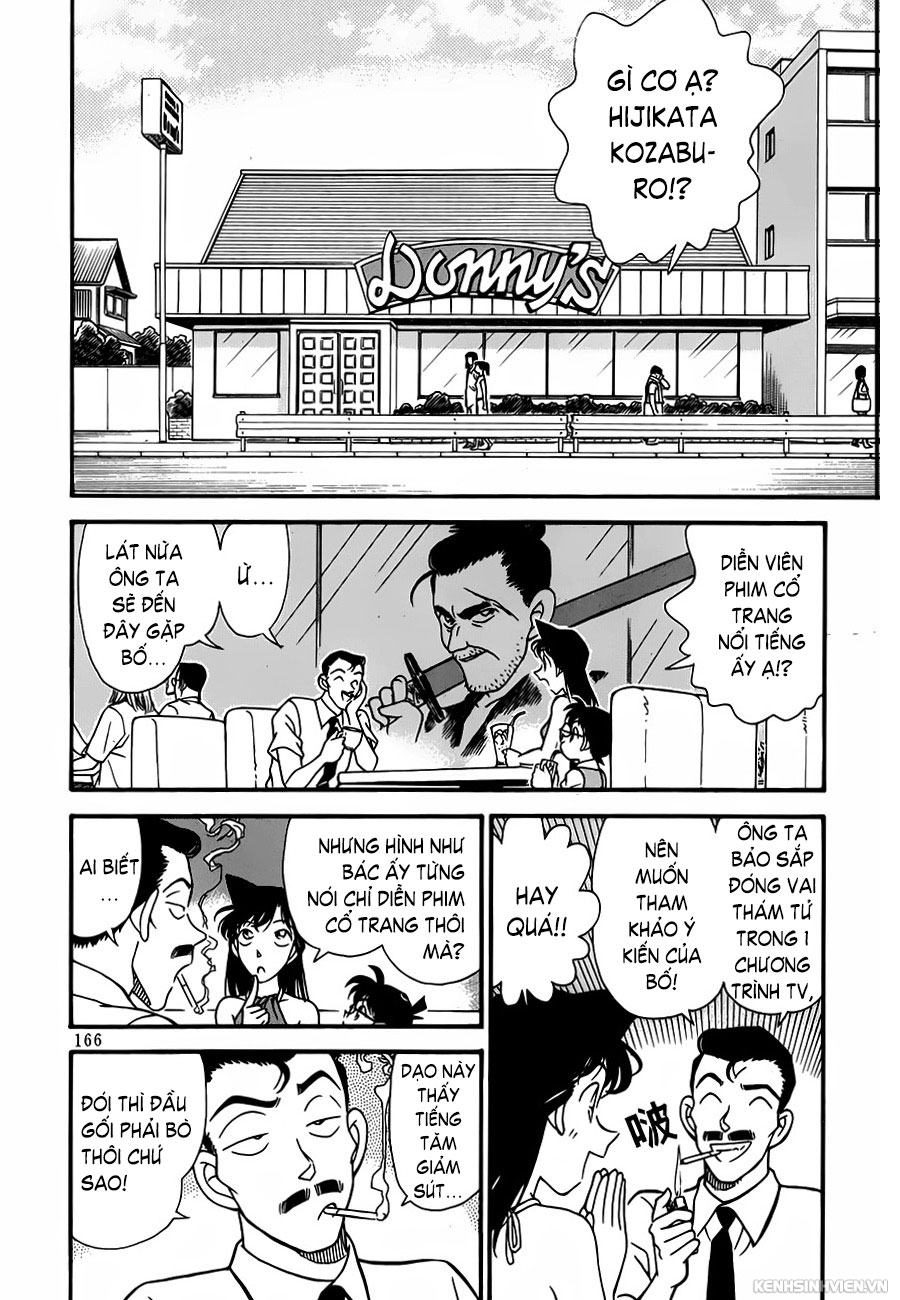 GÌ CƠ Ạ?
HIJIKATA
KOZABU-
RO!?
Donny's
DIỄN VIÊN
PHIM CỔ
TRANG
NỔI TIẾNG
ẤY Ạ!?
Ừ...
LÁT NỮA
ÔNG TA
SẼ ĐẾN
ĐÂY GẶP
BỐ...
ÔNG TA
BẢO SẮP
ĐÓNG VAI
THÁM TỬ
TRONG 1
CHƯƠNG
TRÌNH TV,
NÊN
MUỐN
THAM
KHẢO Ý
KIẾN CỦA
BỐ!
HAY
QUÁ!!
啵
NHƯNG HÌNH NHƯ
BÁC ẤY TỪNG
NÓI CHỈ DIỄN PHIM
CỔ TRANG THÔI
MÀ?
AI BIẾT
...
166
DẠO NÀY
THẤY
TIẾNG
TĂM
GIẢM
SÚT...
ĐÓI THÌ ĐẦU
GỐI PHẢI BÒ
THÔI CHỨ
SAO!
KENHSINHVIEN.VN